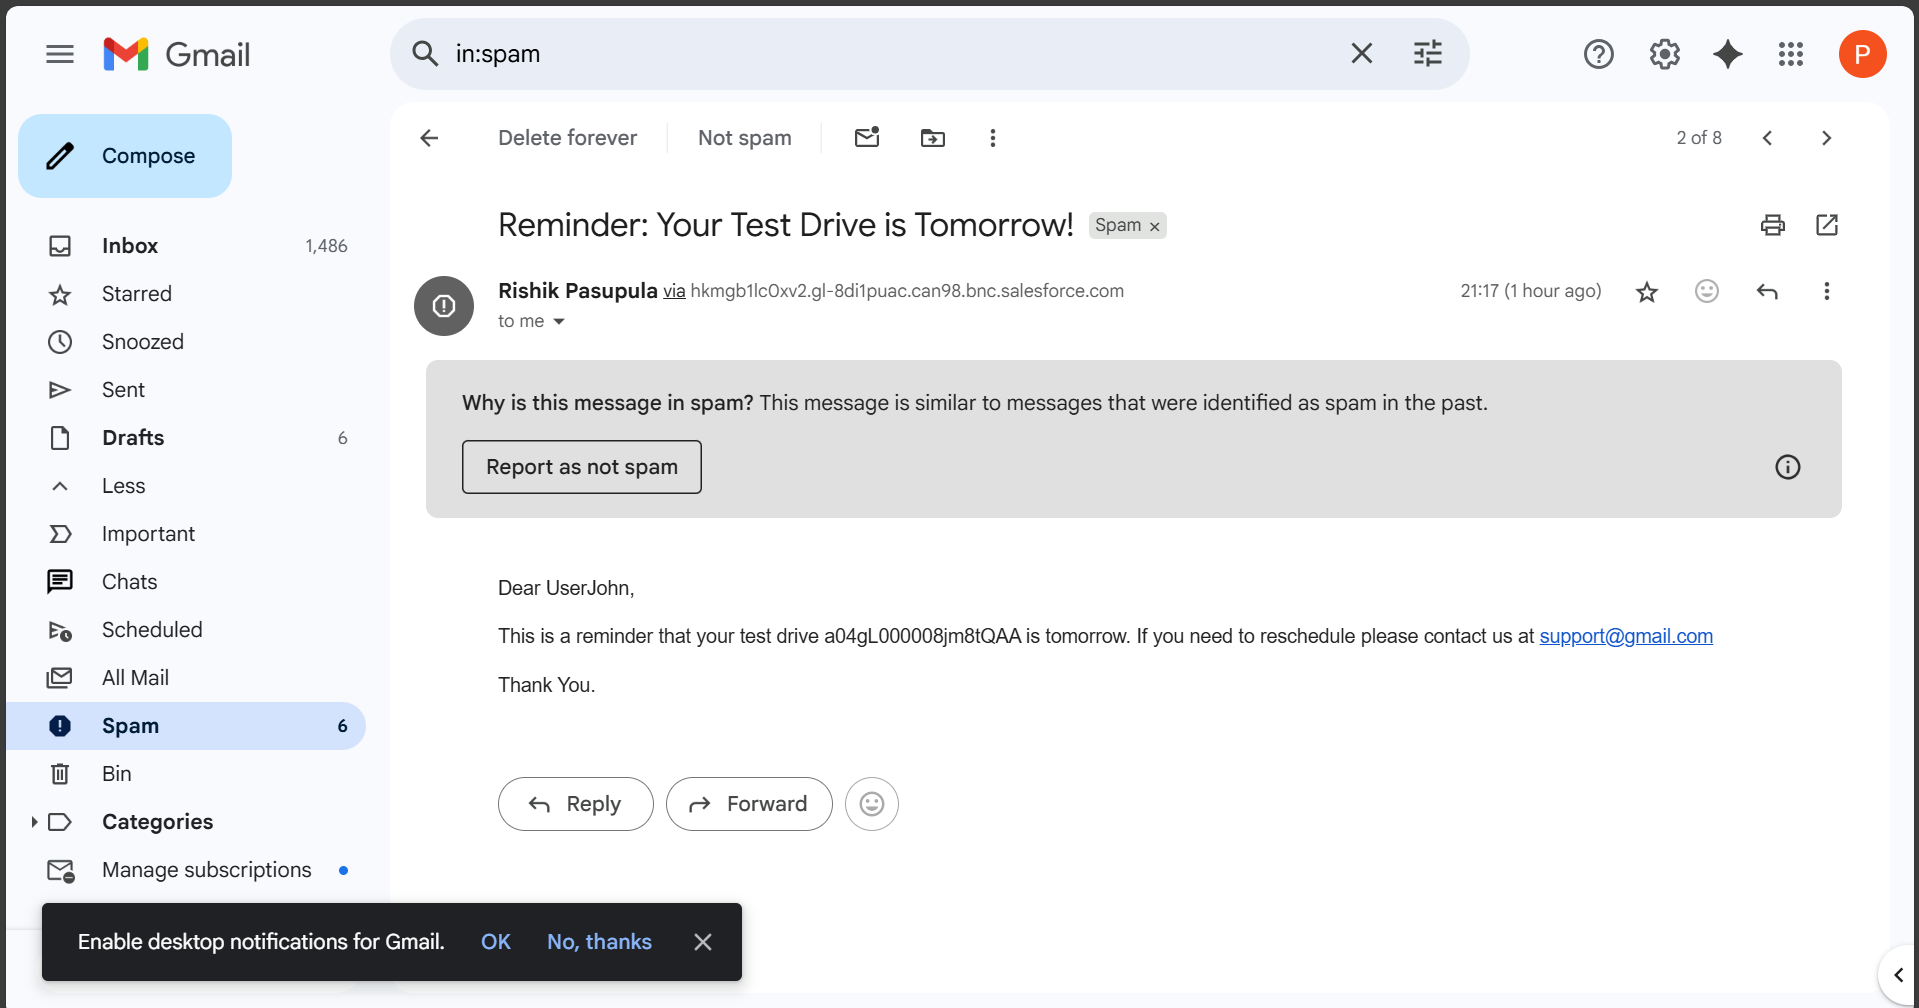 Gmail
in:spam
P
Compose
Delete forever
Not spam
2 of 8
Inbox 1,486
Starred
Snoozed
Sent
Drafts 6
Less
Important
Chats
Scheduled
All Mail
Spam 6
Bin
Categories
Manage subscriptions
Reminder: Your Test Drive is Tomorrow! Spam ×
Rishik Pasupula via hkmgb1lc0xv2.gl-8di1puac.can98.bnc.salesforce.com 21:17 (1 hour ago)
to me
Why is this message in spam? This message is similar to messages that were identified as spam in the past.
Report as not spam
Dear UserJohn,
This is a reminder that your test drive a04gL000008jm8tQAA is tomorrow. If you need to reschedule please contact us at support@gmail.com
Thank You.
Reply
Forward
Enable desktop notifications for Gmail. OK No, thanks